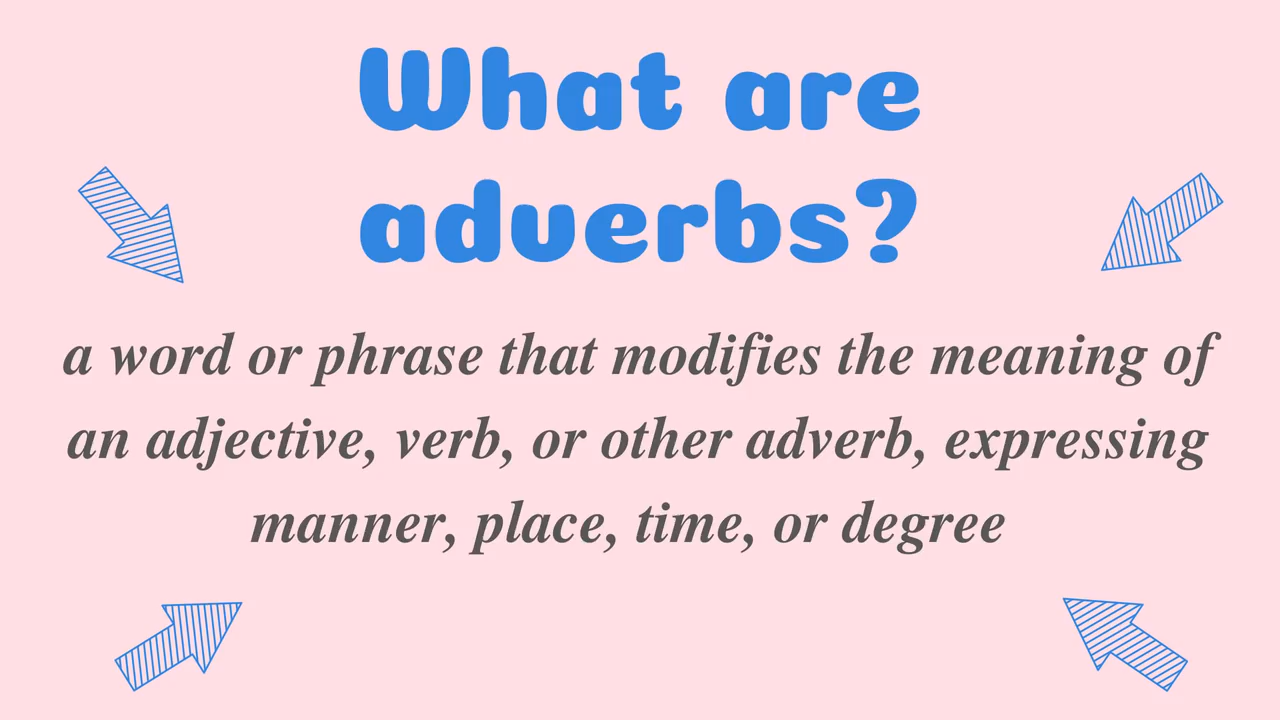 What are
adverbs?
a word or phrase that modifies the meaning of
an adjective, verb, or other adverb, expressing
manner, place, time, or degree